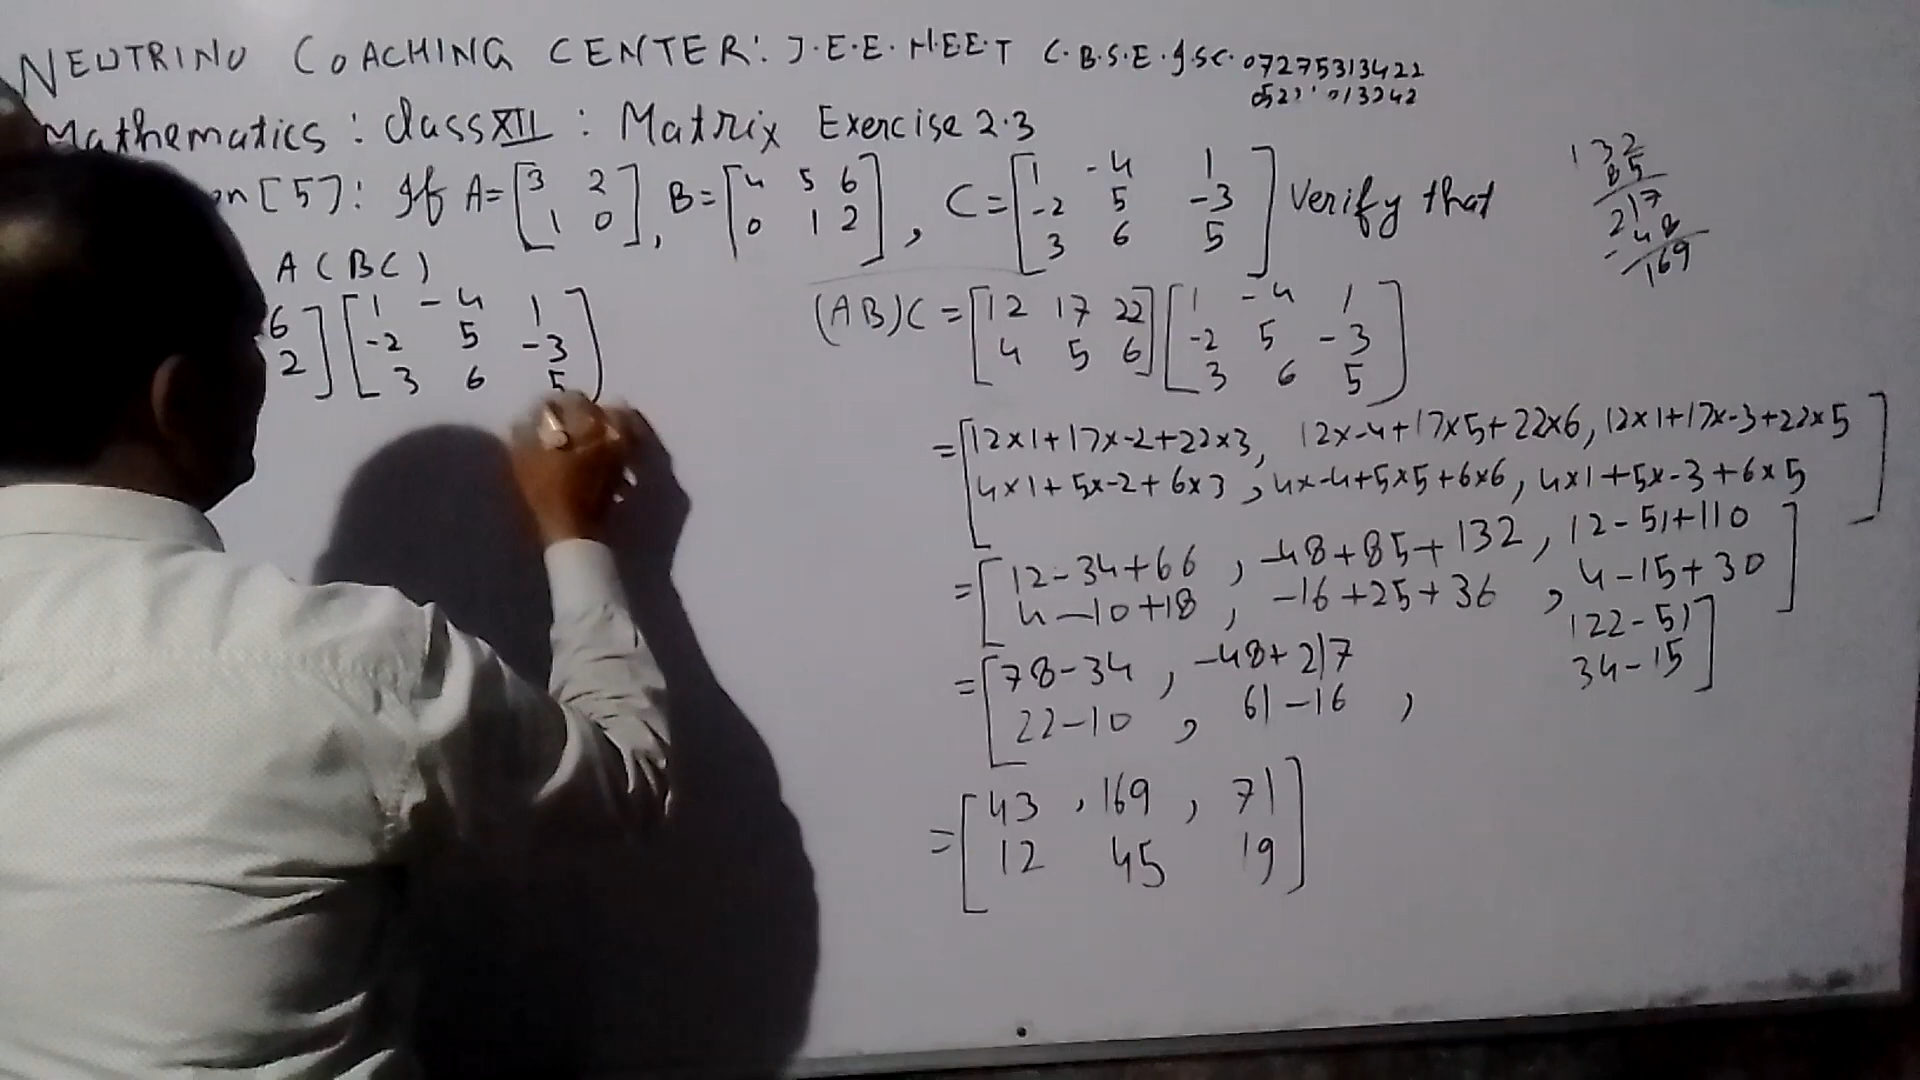 NEUTRINO COACHING CENTER: J.E.E. NEET C.B.S.E. I.SC. 07275313422
Mathematics: Class XII : Matrix Exercise 2.3
on [5]: If A=[3 2 B=[4 5 6 C=[1 -4 1 Verify that
1 0], 0 1 2], -2 5 -3
3 6 5]
A(BC)
6 [1 -4 1
2] -2 5 -3
3 6 5]
(AB)C = [12 17 22 [1 -4 1
4 5 6] -2 5 -3
3 6 5]
=[12×1+17×-2+22×3, 12×-4+17×5+22×6, 12×1+17×-3+22×5
4×1+5×-2+6×3, 4×-4+5×5+6×6, 4×1+5×-3+6×5]
=[12-34+66, -48+85+132, 12-51+110
4-10+18, -16+25+36, 4-15+30]
=[78-34, -48+217 122-51
22-10, 61-16, 34-15]
=[43, 169, 71
12 45 19]
132
85
217
-48
169